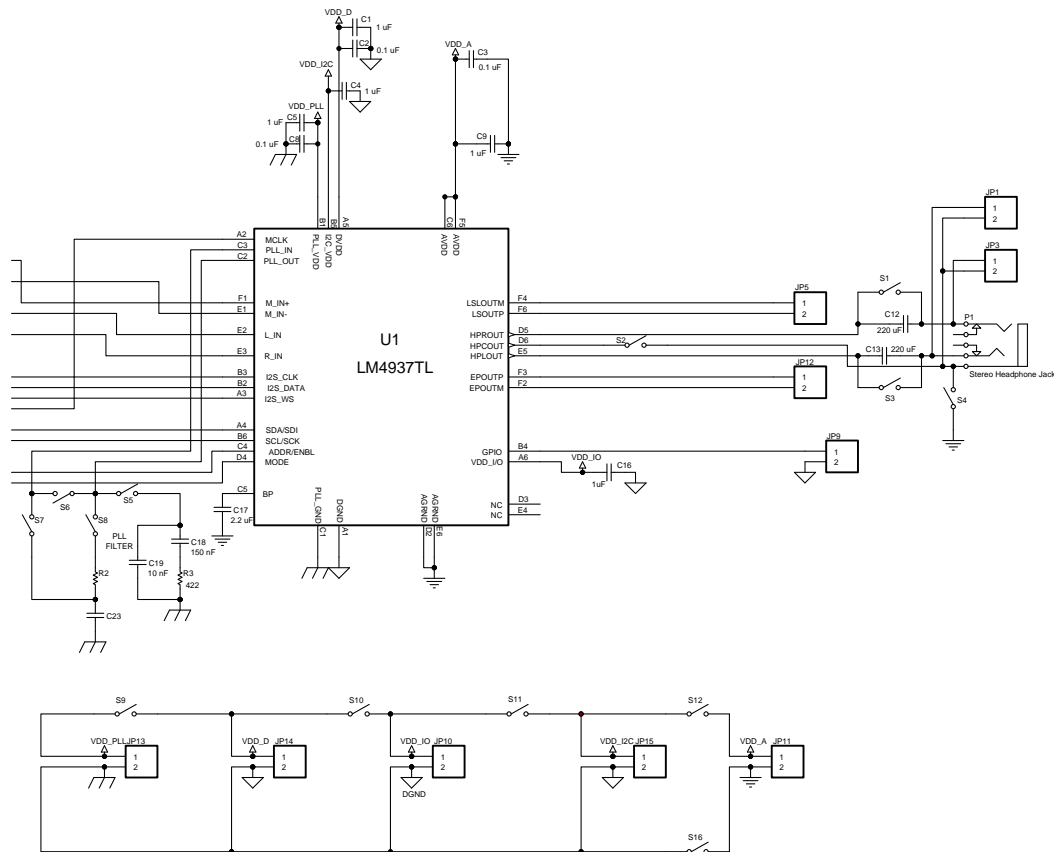 VDD_D
C1
1 uF
C2
0.1 uF
VDD_I2C
C4
1 uF
VDD_PLL
C5
1 uF
C8
0.1 uF
VDD_A
C3
0.1 uF
C9
1 uF
B1
B5
A5
C6
F5
PLL_VDD
I2C_VDD
DVDD
AVDD
AVDD
A2
MCLK
C3
PLL_IN
C2
PLL_OUT
F1
M_IN+
E1
M_IN-
E2
L_IN
E3
R_IN
B3
I2S_CLK
B2
I2S_DATA
A3
I2S_WS
A4
SDA/SDI
B6
SCL/SCK
C4
ADDR/ENBL
D4
MODE
C5
BP
U1
LM4937TL
LSLOUTM
F4
LSOUTP
F6
HPROUT
D5
HPCOUT
D6
HPLOUT
E5
EPOUTP
F3
EPOUTM
F2
GPIO
B4
VDD_I/O
A6
NC
D3
NC
E4
PLL_GND
DGND
AGRND
AGRND
C1
A1
D2
E6
JP1
1
2
JP3
1
2
JP5
1
2
S1
C12
220 uF
P1
S2
C13
220 uF
Stereo Headphone Jack
S3
S4
JP12
1
2
JP9
1
2
VDD_IO
C16
1uF
C17
2.2 uF
S7
S6
S8
S5
PLL
FILTER
C18
150 nF
C19
10 nF
R2
R3
422
C23
S9
S10
S11
S12
VDD_PLL
JP13
1
2
VDD_D
JP14
1
2
VDD_IO
JP10
1
2
DGND
VDD_I2C
JP15
1
2
VDD_A
JP11
1
2
S16